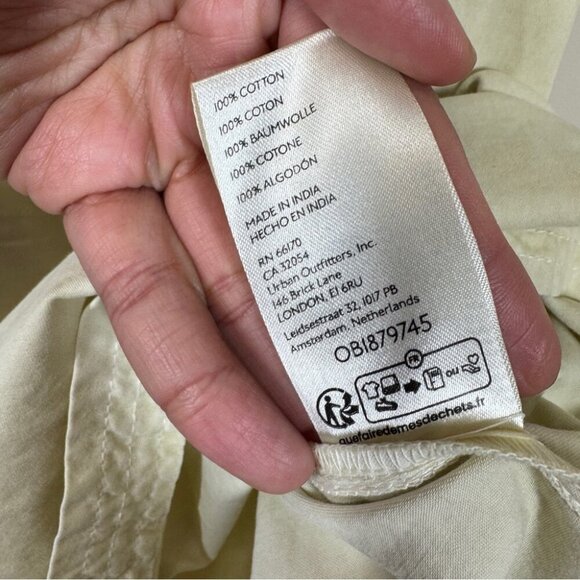 100% COTTON
100% COTON
100% BAUMWOLLE
100% COTONE
100% ALGODÓN
MADE IN INDIA
HECHO EN INDIA
RN 66170
CA 32054
Urban Outfitters, Inc.
146 Brick Lane
LONDON, E1 6RU
Leidsestraat 32, 1017 PB
Amsterdam, Netherlands
OB1879745
FR
OU
quefairedemesdechets.fr